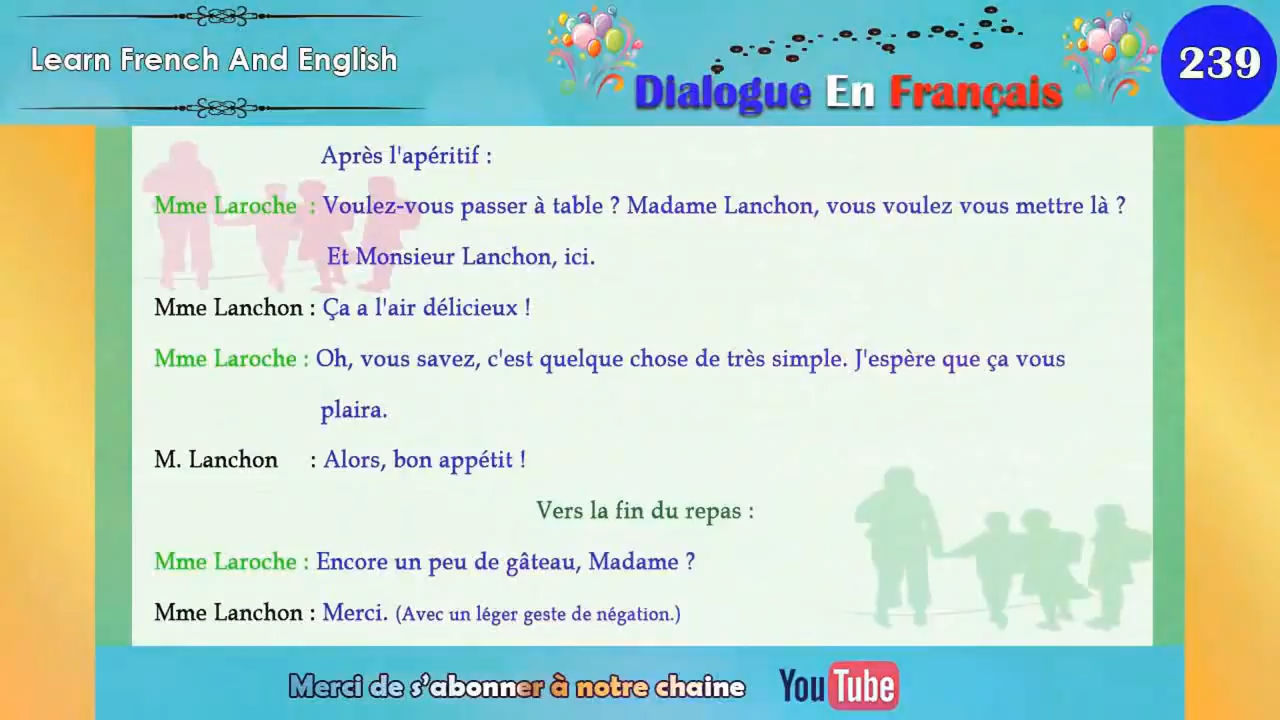 Learn French And English
Dialogue En Français
239
Après l'apéritif :
Mme Laroche : Voulez-vous passer à table ? Madame Lanchon, vous voulez vous mettre là ?
Et Monsieur Lanchon, ici.
Mme Lanchon : Ça a l'air délicieux !
Mme Laroche : Oh, vous savez, c'est quelque chose de très simple. J'espère que ça vous
plaira.
M. Lanchon : Alors, bon appétit !
Vers la fin du repas :
Mme Laroche : Encore un peu de gâteau, Madame ?
Mme Lanchon : Merci. (Avec un léger geste de négation.)
Merci de s'abonner à notre chaine YouTube